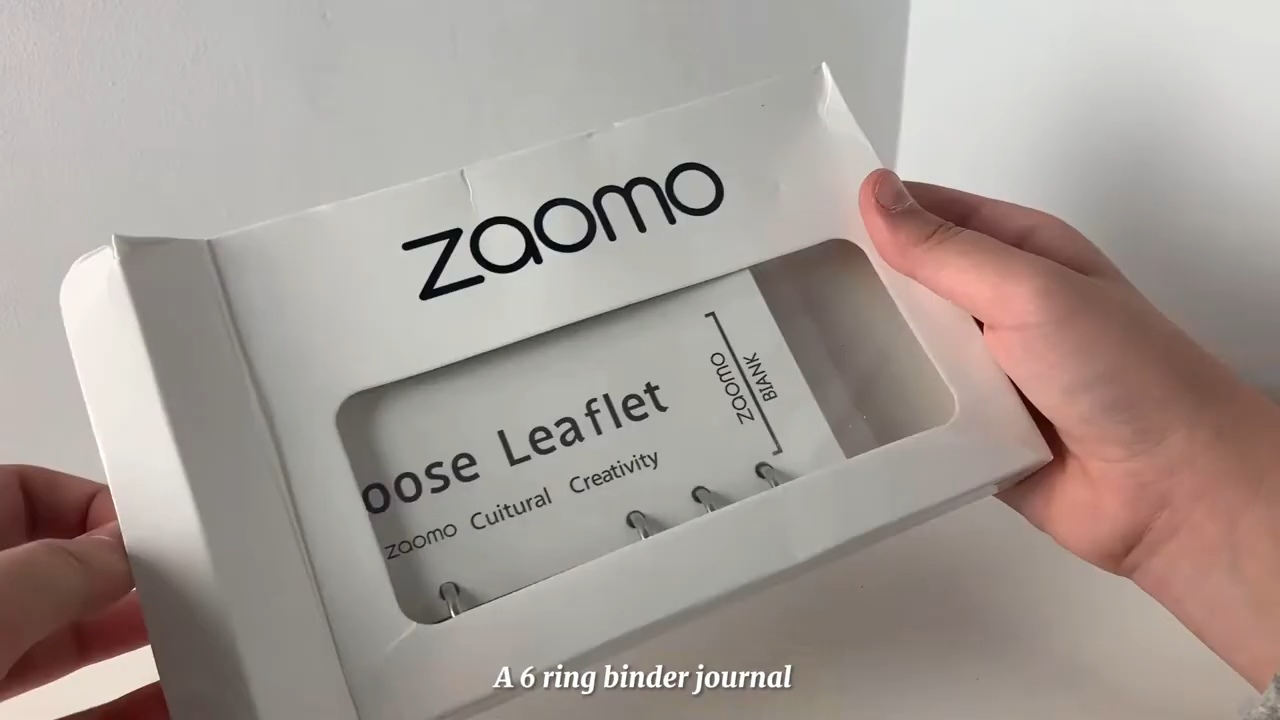 zaomo
oose Leaflet
zaomo Cuitural Creativity
zaomo
BLANK
A 6 ring binder journal